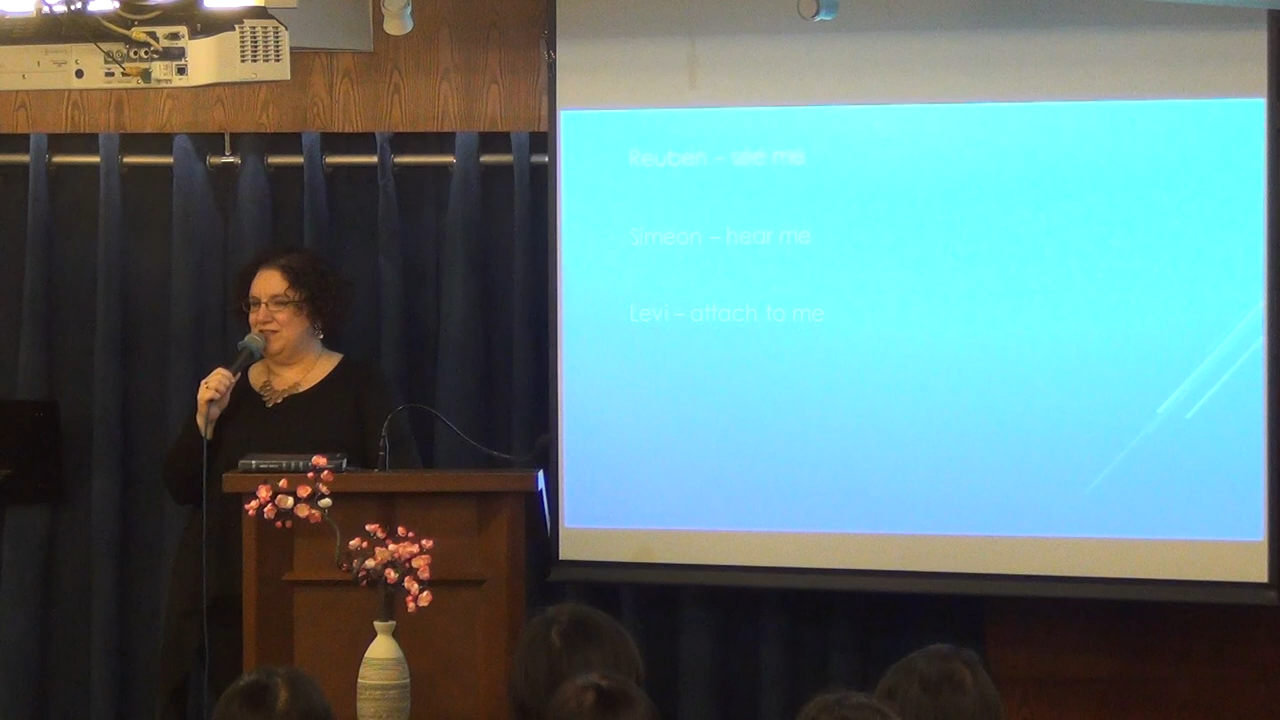 Reuben – see me
Simeon – hear me
Levi – attach to me